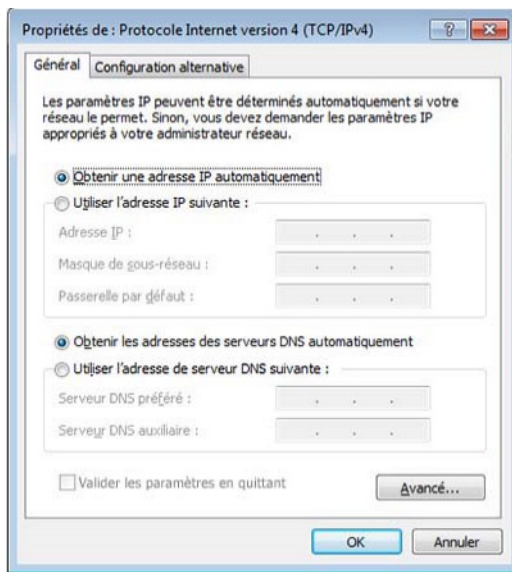 Propriétés de : Protocole Internet version 4 (TCP/IPv4)
Général
Configuration alternative
Les paramètres IP peuvent être déterminés automatiquement si votre
réseau le permet. Sinon, vous devez demander les paramètres IP
appropriés à votre administrateur réseau.
Obtenir une adresse IP automatiquement
Utiliser l'adresse IP suivante :
Adresse IP :
Masque de sous-réseau :
Passerelle par défaut :
Obtenir les adresses des serveurs DNS automatiquement
Utiliser l'adresse de serveur DNS suivante :
Serveur DNS préféré :
Serveur DNS auxiliaire :
Valider les paramètres en quittant
Avancé...
OK
Annuler